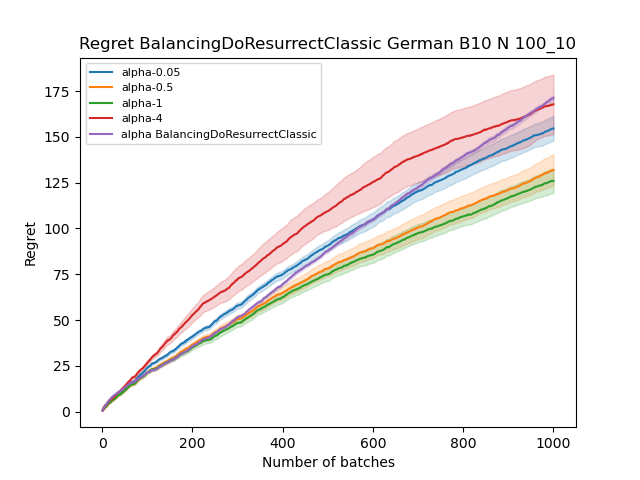 Regret BalancingDoResurrectClassic German B10 N 100_10
alpha-0.05
alpha-0.5
alpha-1
alpha-4
alpha BalancingDoResurrectClassic
Regret
175
150
125
100
75
50
25
0
0 200 400 600 800 1000
Number of batches